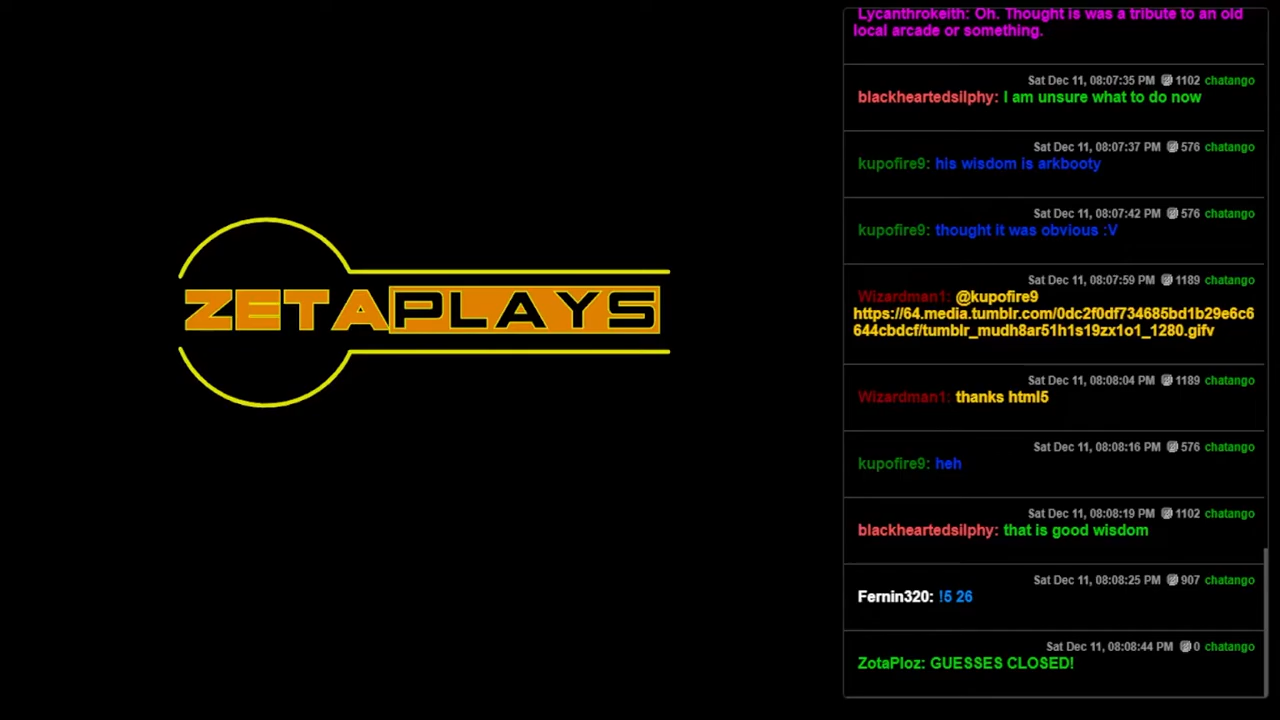 ZETAPLAYS
Lycanthrokeith: Oh. Thought is was a tribute to an old
local arcade or something.
Sat Dec 11, 08:07:35 PM 1102 chatango
blackheartedsilphy: I am unsure what to do now
Sat Dec 11, 08:07:37 PM 576 chatango
kupofire9: his wisdom is arkbooty
Sat Dec 11, 08:07:42 PM 576 chatango
kupofire9: thought it was obvious :V
Sat Dec 11, 08:07:59 PM 1189 chatango
Wizardman1: @kupofire9
https://64.media.tumblr.com/0dc2f0df734685bd1b29e6c6
644cbdcf/tumblr_mudh8ar51h1s19zx1o1_1280.gifv
Sat Dec 11, 08:08:04 PM 1189 chatango
Wizardman1: thanks html5
Sat Dec 11, 08:08:16 PM 576 chatango
kupofire9: heh
Sat Dec 11, 08:08:19 PM 1102 chatango
blackheartedsilphy: that is good wisdom
Sat Dec 11, 08:08:25 PM 907 chatango
Fernin320: !5 26
Sat Dec 11, 08:08:44 PM 0 chatango
ZotaPloz: GUESSES CLOSED!